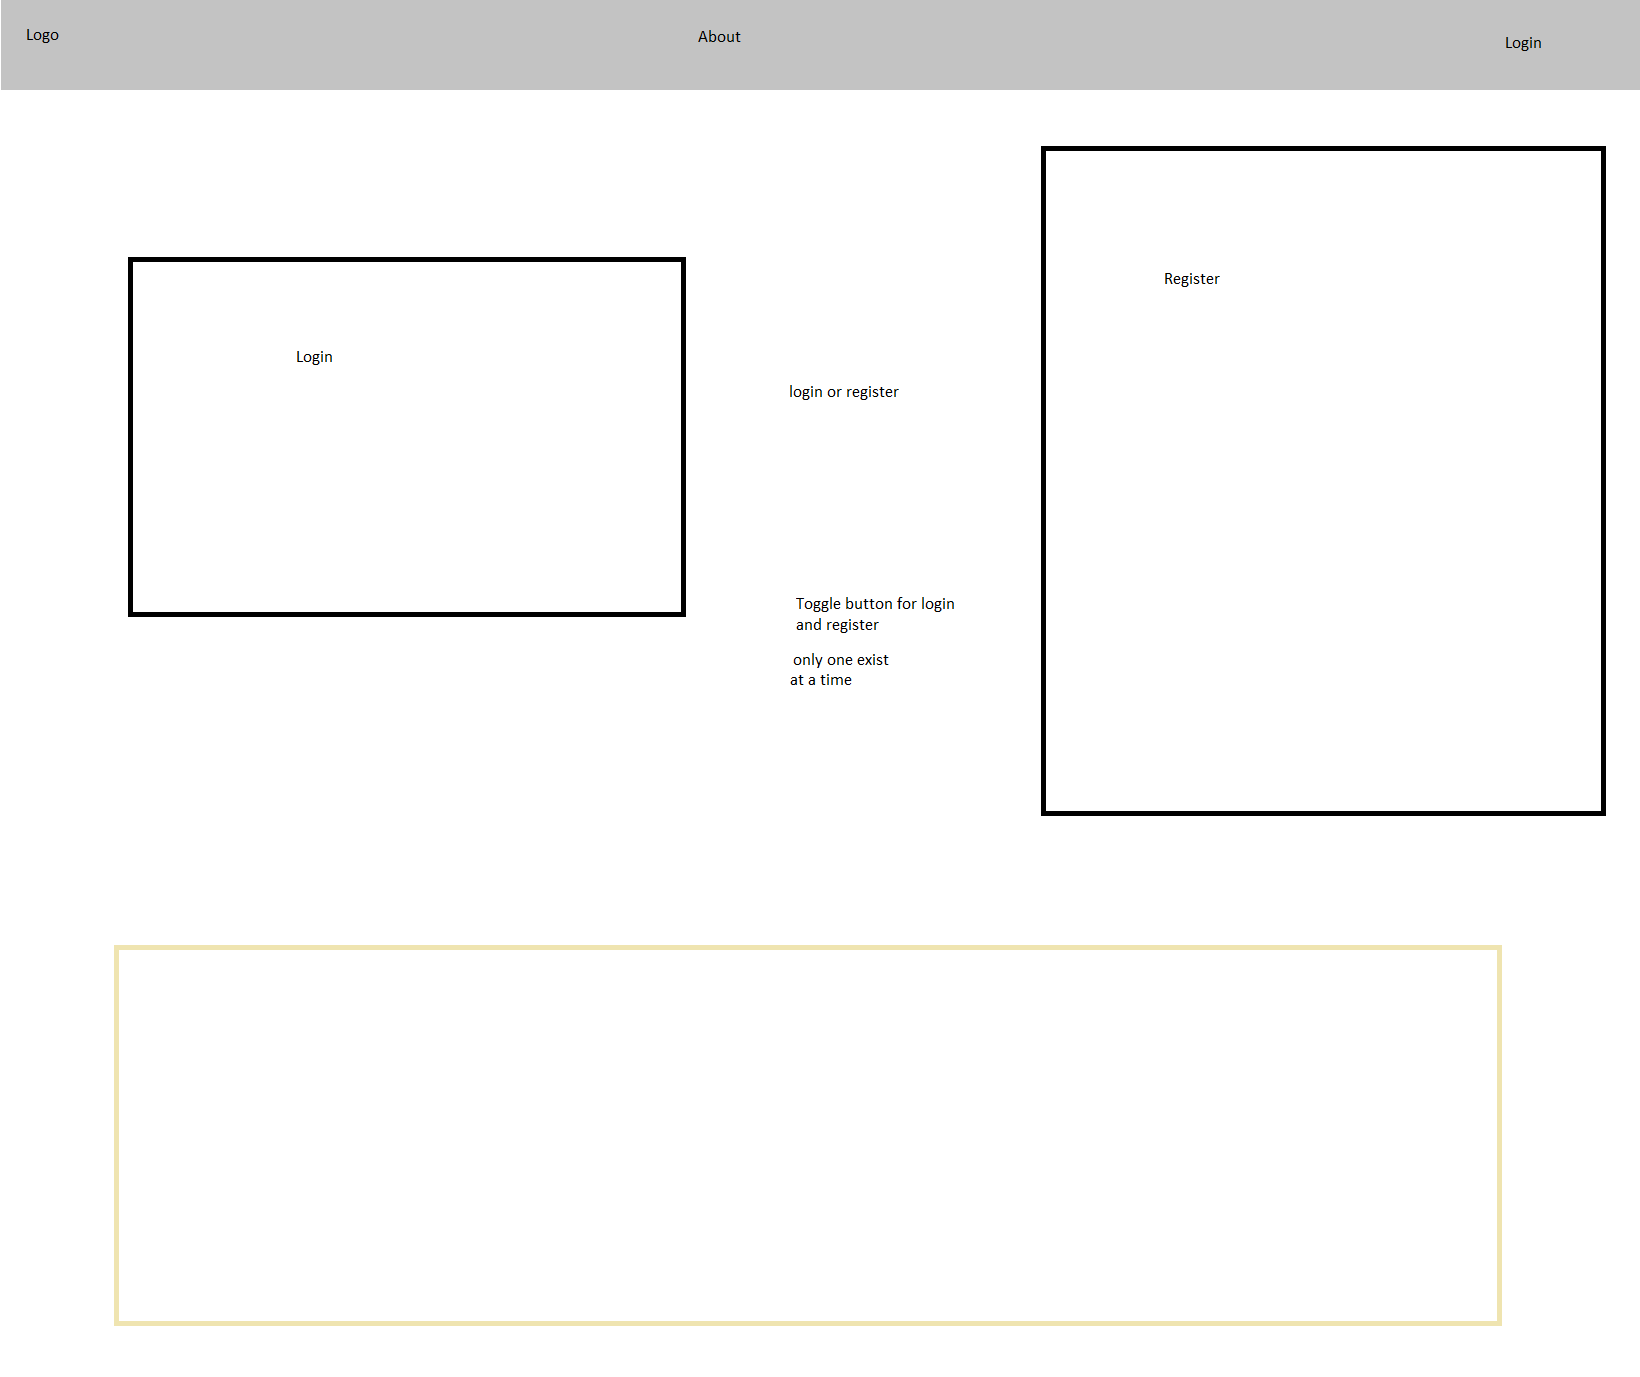 Logo
About
Login
Register
Login
login or register
Toggle button for login
and register
only one exist
at a time